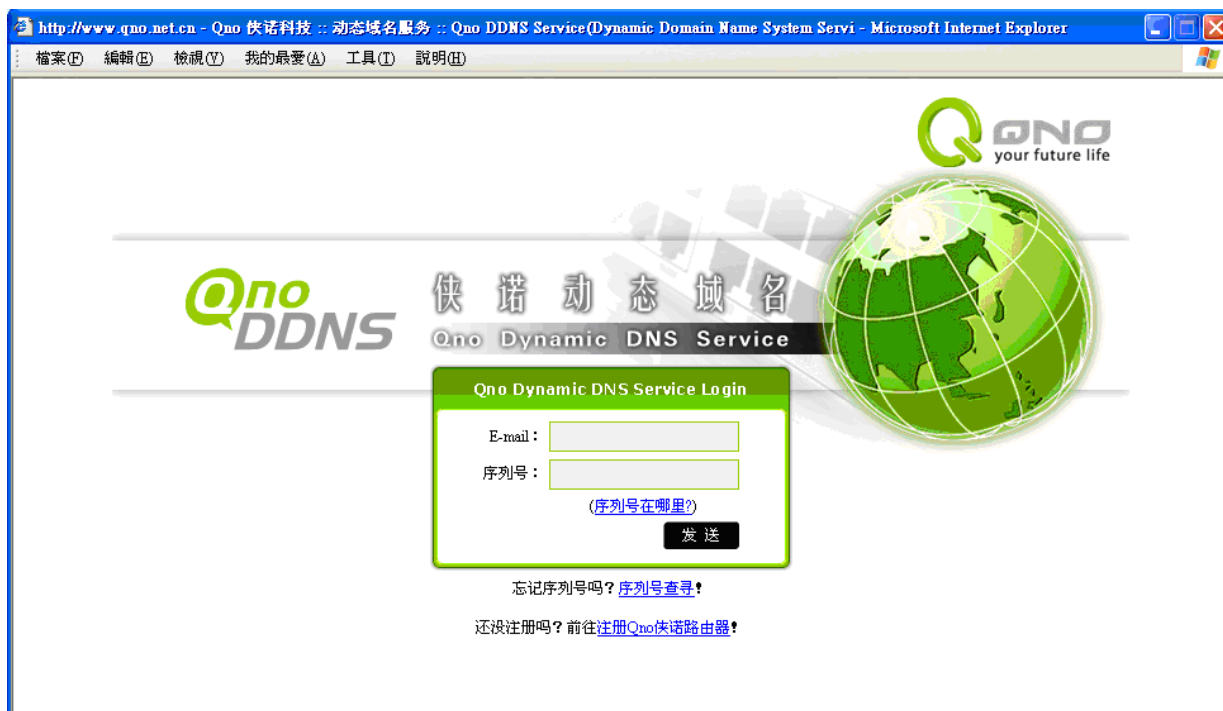 http://www.qno.net.cn - Qno 侠诺科技 :: 动态域名服务 :: Qno DDNS Service(Dynamic Domain Name System Servi - Microsoft Internet Explorer
檔案(F) 編輯(E) 檢視(V) 我的最愛(A) 工具(T) 說明(H)
QNO
your future life
Qno
DDNS
侠诺动态域名
Qno Dynamic DNS Service
Qno Dynamic DNS Service Login
E-mail：
序列号：
(序列号在哪里?)
发送
忘记序列号吗？序列号查寻！
还没注册吗？前往注册Qno侠诺路由器！